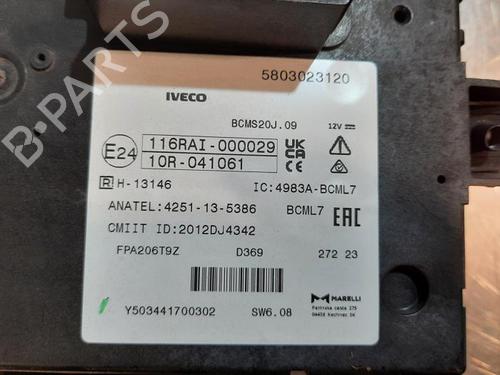 5803023120
IVECO
BCMS20J.09 12V
E24 116RAI-000029 UK CA
10R-041061 CE
R H-13146 IC:4983A-BCML7
ANATEL:4251-13-5386 BCML7 EAC
CMIIT ID:2012DJ4342
FPA206T9Z D369 272 23
MARELLI
Y503441700302 SW6.08
B-PARTS